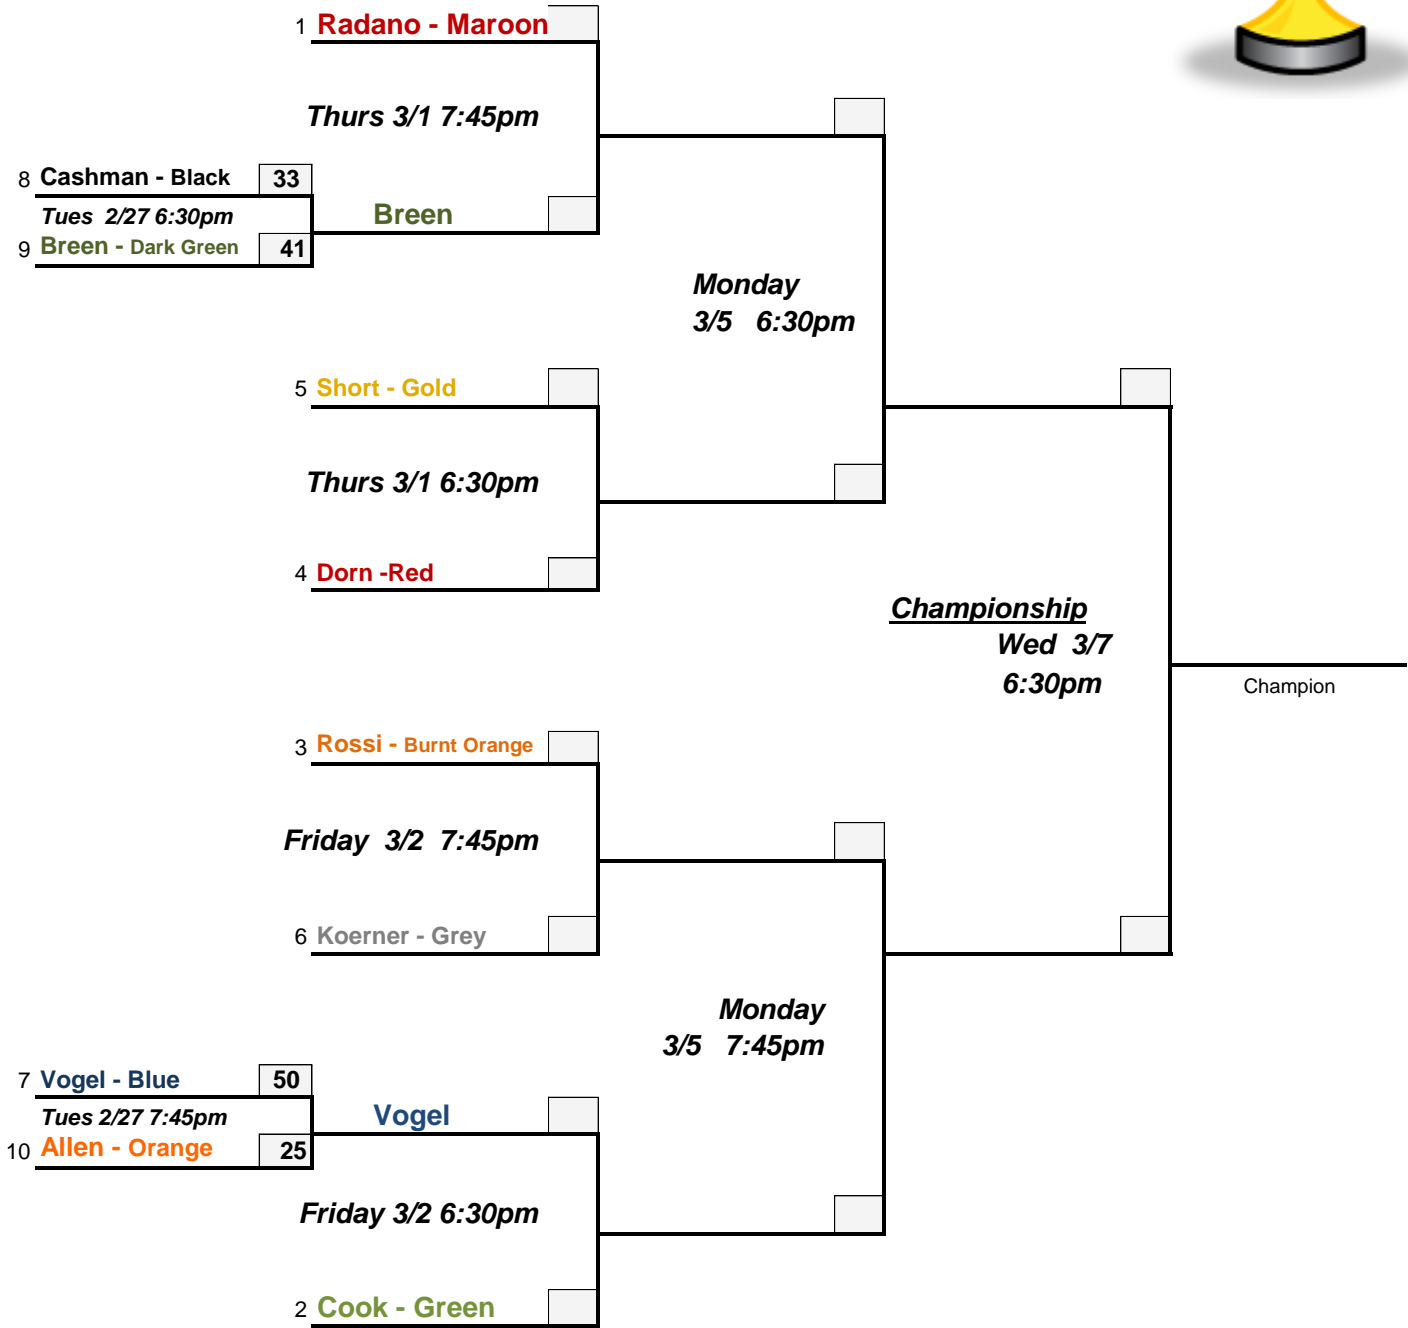 1 Radano - Maroon
Thurs 3/1 7:45pm
8 Cashman - Black 33
Tues 2/27 6:30pm
Breen
9 Breen - Dark Green 41
Monday
3/5 6:30pm
5 Short - Gold
Thurs 3/1 6:30pm
4 Dorn -Red
Championship
Wed 3/7
6:30pm
Champion
3 Rossi - Burnt Orange
Friday 3/2 7:45pm
6 Koerner - Grey
Monday
3/5 7:45pm
7 Vogel - Blue 50
Tues 2/27 7:45pm
Vogel
10 Allen - Orange 25
Friday 3/2 6:30pm
2 Cook - Green